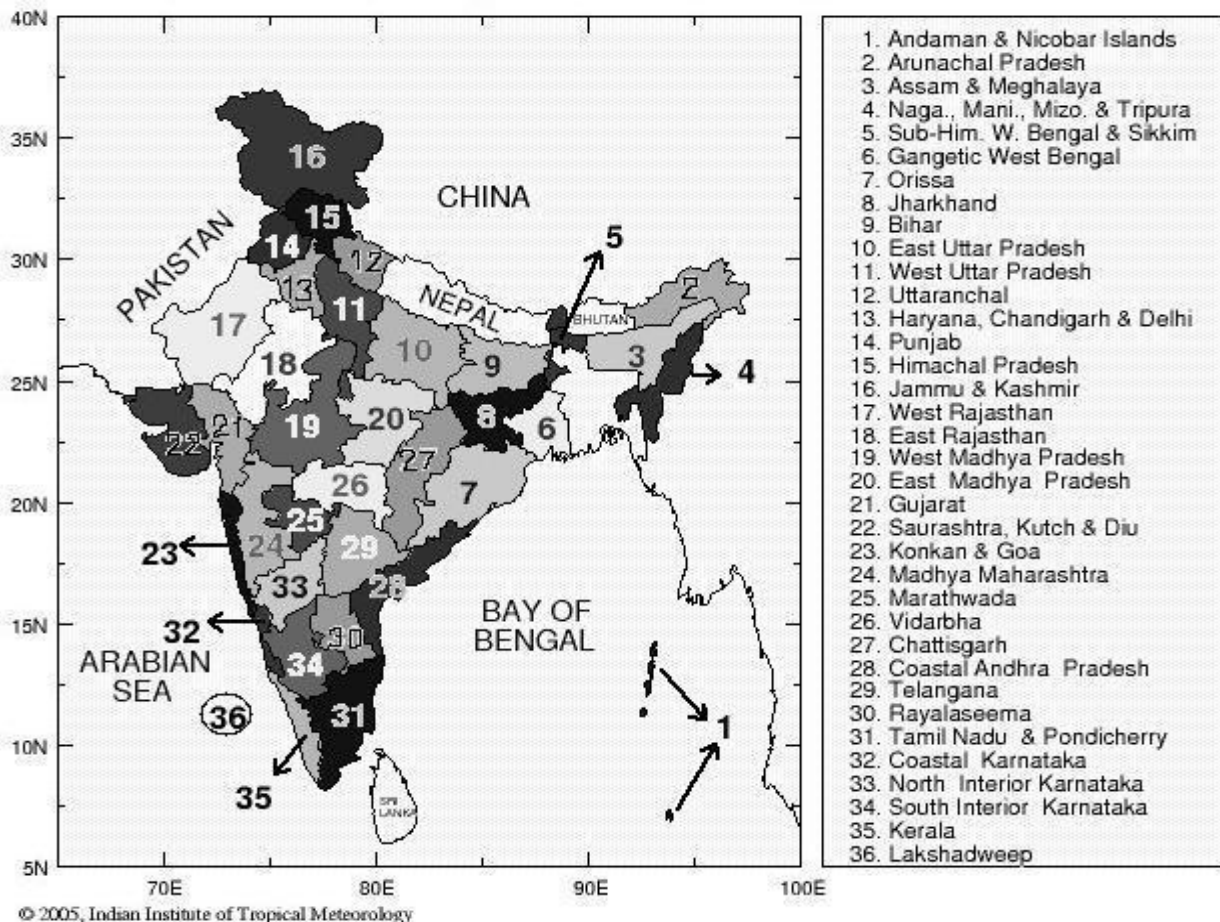 40N
35N
30N
25N
20N
15N
10N
5N
70E
80E
90E
100E
CHINA
PAKISTAN
NEPAL
BHUTAN
BAY OF
BENGAL
ARABIAN
SEA
SRI
LANKA
16
15
14
12
13
11
17
18
10
9
5
2
3
4
8
6
19
20
21
22
27
26
7
25
24
29
23
33
28
32
30
34
31
36
35
1
1. Andaman & Nicobar Islands
2. Arunachal Pradesh
3. Assam & Meghalaya
4. Naga., Mani., Mizo. & Tripura
5. Sub-Him. W. Bengal & Sikkim
6. Gangetic West Bengal
7. Orissa
8. Jharkhand
9. Bihar
10. East Uttar Pradesh
11. West Uttar Pradesh
12. Uttaranchal
13. Haryana, Chandigarh & Delhi
14. Punjab
15. Himachal Pradesh
16. Jammu & Kashmir
17. West Rajasthan
18. East Rajasthan
19. West Madhya Pradesh
20. East Madhya Pradesh
21. Gujarat
22. Saurashtra, Kutch & Diu
23. Konkan & Goa
24. Madhya Maharashtra
25. Marathwada
26. Vidarbha
27. Chattisgarh
28. Coastal Andhra Pradesh
29. Telangana
30. Rayalaseema
31. Tamil Nadu & Pondicherry
32. Coastal Karnataka
33. North Interior Karnataka
34. South Interior Karnataka
35. Kerala
36. Lakshadweep
© 2005, Indian Institute of Tropical Meteorology